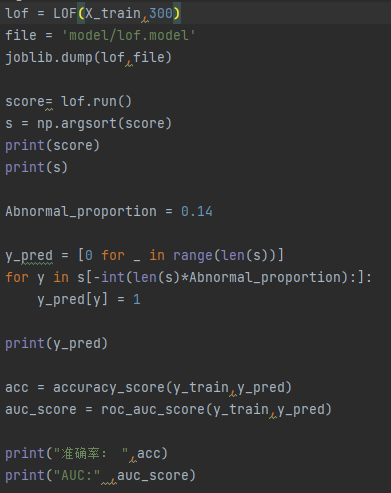 lof = LOF(X_train,300)
file = 'model/lof.model'
joblib.dump(lof,file)
score= lof.run()
s = np.argsort(score)
print(score)
print(s)
Abnormal_proportion = 0.14
y_pred = [0 for _ in range(len(s))]
for y in s[-int(len(s)*Abnormal_proportion):]:
    y_pred[y] = 1
print(y_pred)
acc = accuracy_score(y_train,y_pred)
auc_score = roc_auc_score(y_train,y_pred)
print("准确率： ",acc)
print("AUC:" ,auc_score)